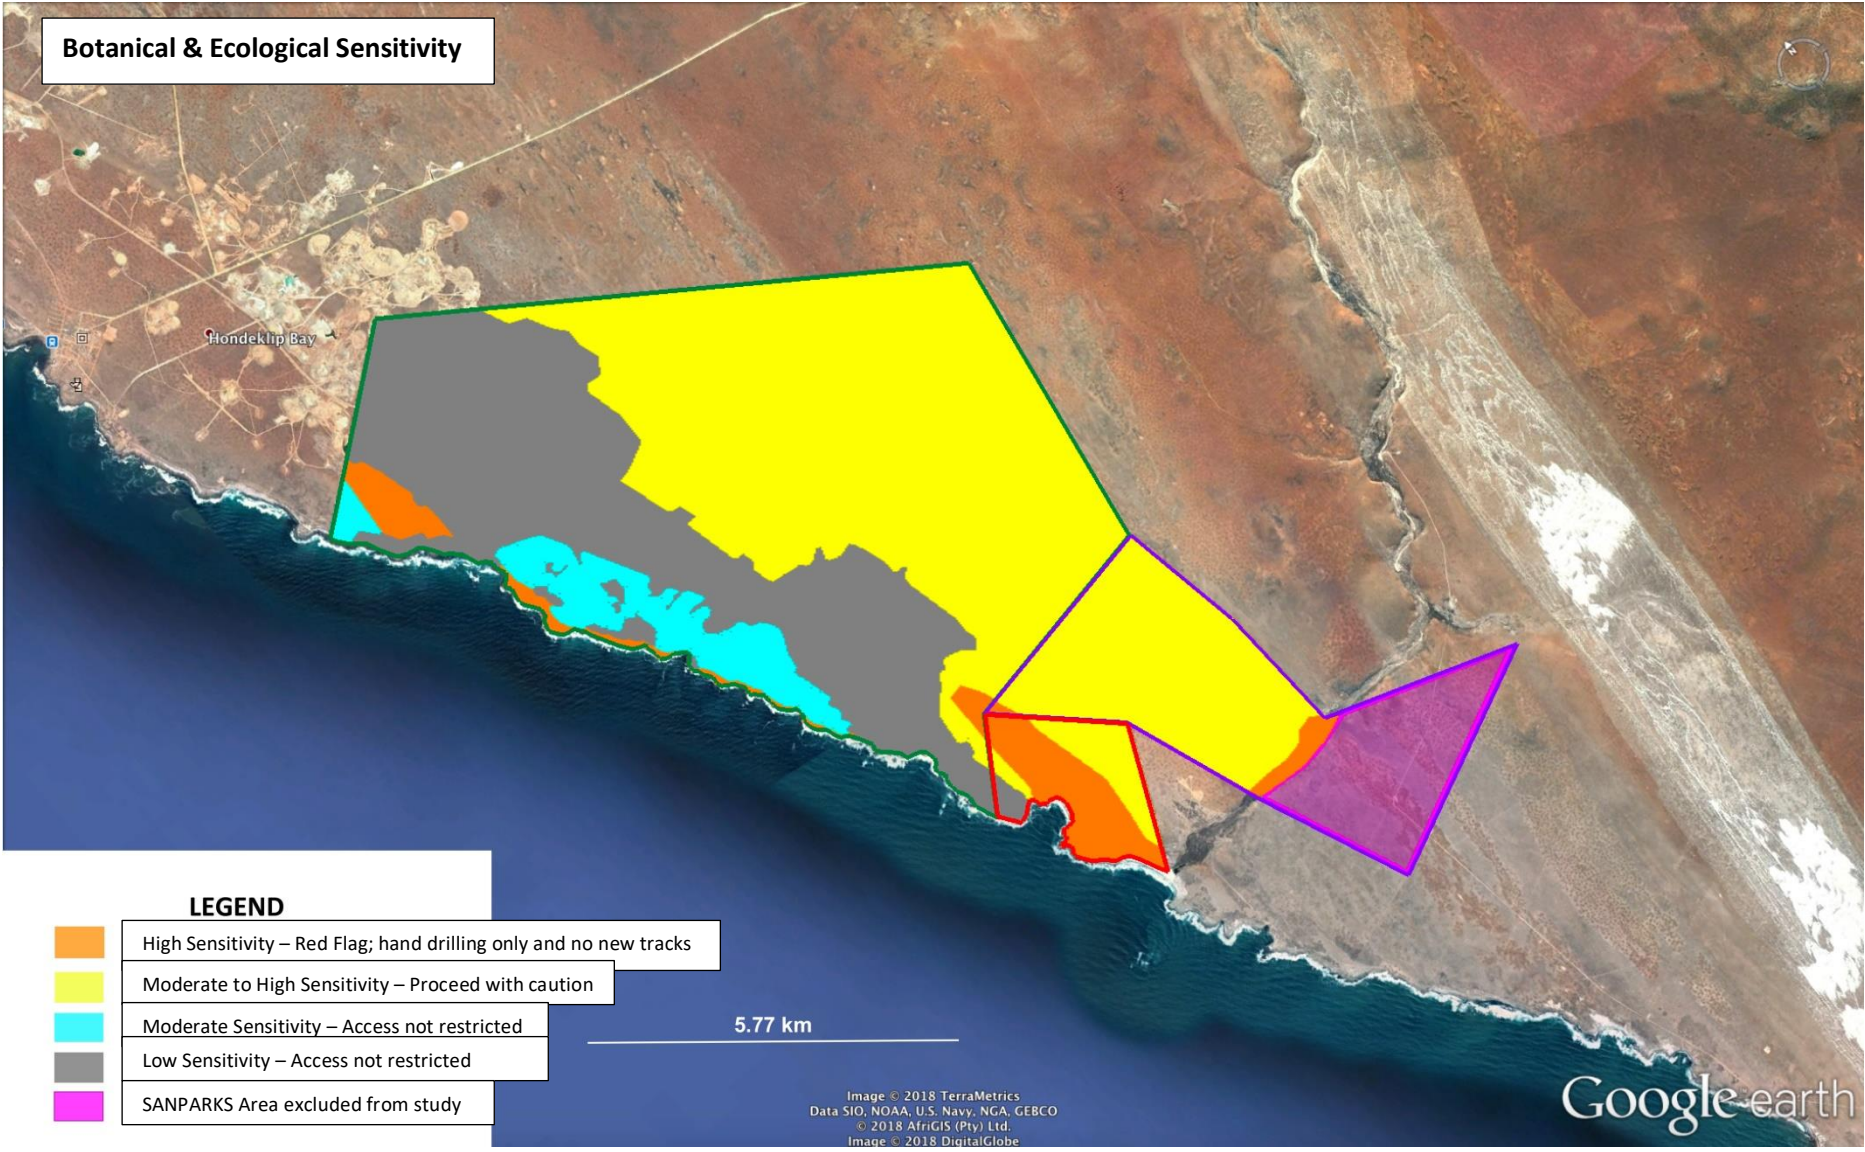 Botanical & Ecological Sensitivity
Hondeklip Bay
LEGEND
High Sensitivity – Red Flag; hand drilling only and no new tracks
Moderate to High Sensitivity – Proceed with caution
Moderate Sensitivity – Access not restricted
Low Sensitivity – Access not restricted
SANPARKS Area excluded from study
5.77 km
Image © 2018 TerraMetrics
Data SIO, NOAA, U.S. Navy, NGA, GEBCO
© 2018 AfriGIS (Pty) Ltd.
Image © 2018 DigitalGlobe
Google earth